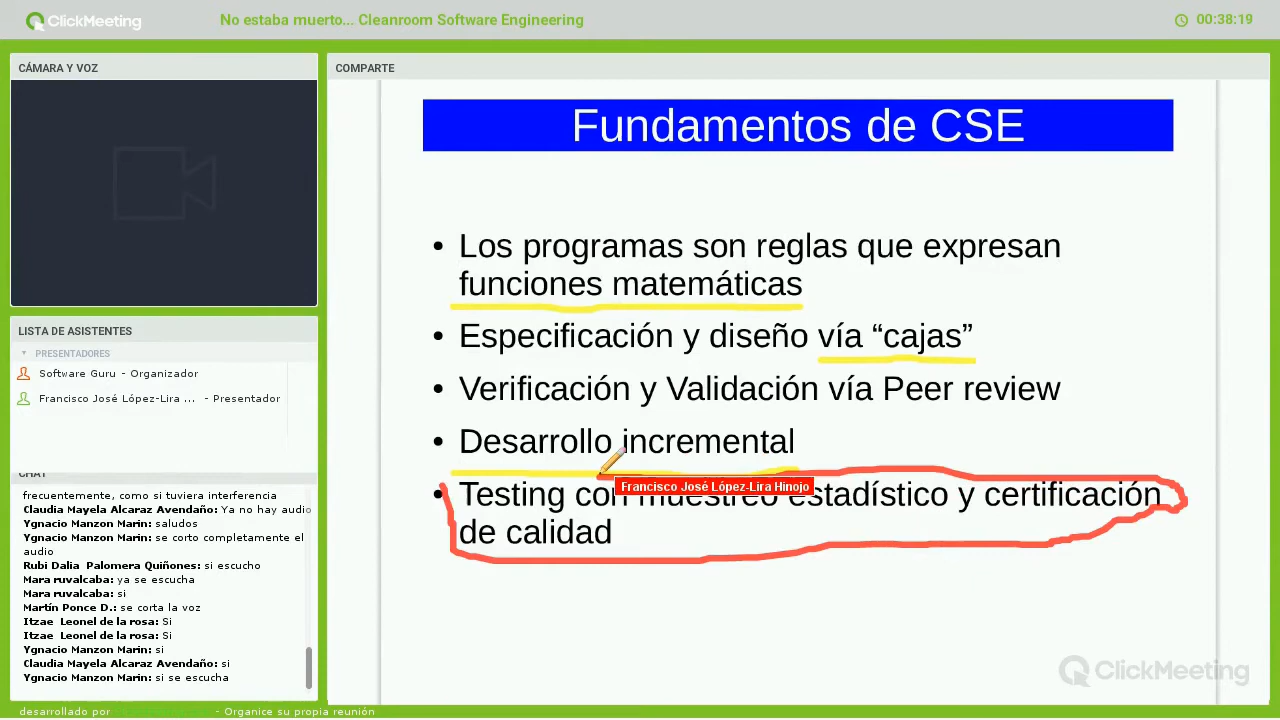 ClickMeeting
No estaba muerto... Cleanroom Software Engineering
00:38:19
CÁMARA Y VOZ
LISTA DE ASISTENTES
PRESENTADORES
Software Guru - Organizador
Francisco José López-Lira ... - Presentador
CHAT
frecuentemente, como si tuviera interferencia
Claudia Mayela Alcaraz Avendaño: Ya no hay audio
Ygnacio Manzon Marin: saludos
Ygnacio Manzon Marin: se corto completamente el
audio
Rubi Dalia Palomera Quiñones: si escucho
Mara ruvalcaba: ya se escucha
Mara ruvalcaba: si
Martín Ponce D.: se corta la voz
Itzae Leonel de la rosa: Si
Itzae Leonel de la rosa: Si
Ygnacio Manzon Marin: si
Claudia Mayela Alcaraz Avendaño: si
Ygnacio Manzon Marin: si se escucha
COMPARTE
Fundamentos de CSE
• Los programas son reglas que expresan
funciones matemáticas
• Especificación y diseño vía “cajas”
• Verificación y Validación vía Peer review
• Desarrollo incremental
Francisco José López-Lira Hinojo
• Testing con muestreo estadístico y certificación
de calidad
ClickMeeting
desarrollado por - Organice su propia reunión